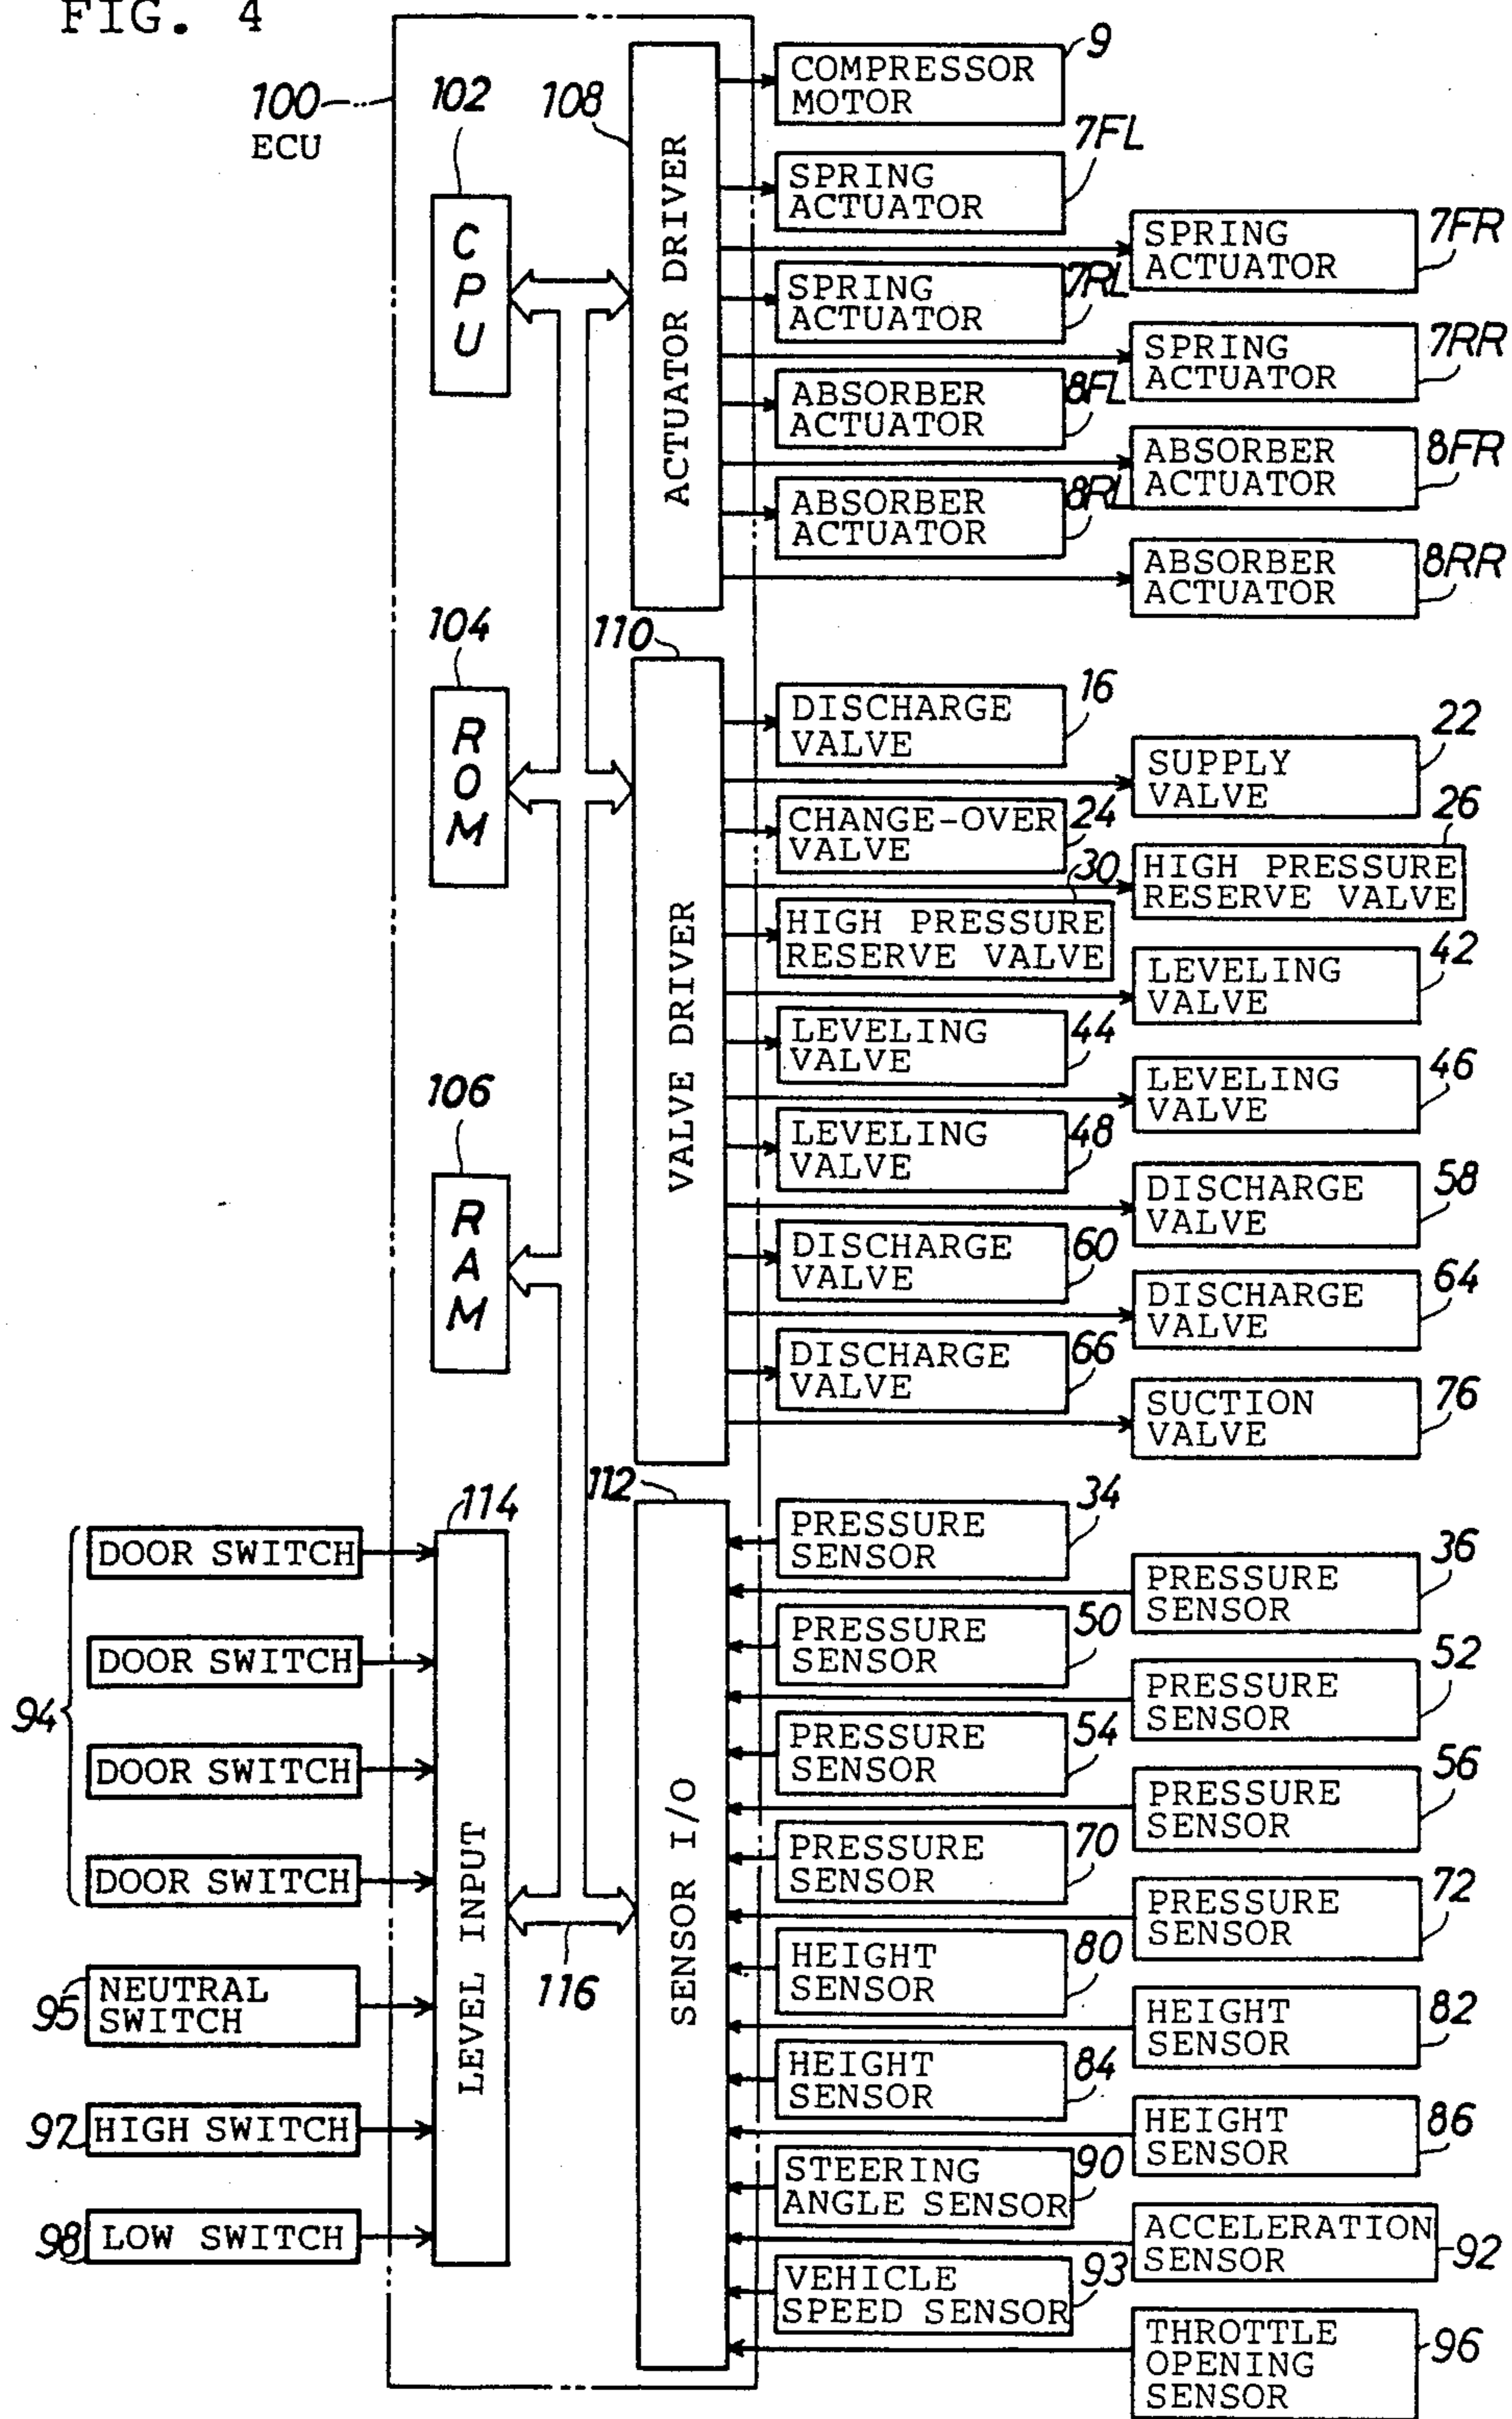 FIG. 4
100
ECU
102
CPU
104
ROM
106
RAM
108
ACTUATOR DRIVER
COMPRESSOR
MOTOR
9
SPRING
ACTUATOR
7FL
SPRING
ACTUATOR
7FR
SPRING
ACTUATOR
7RL
SPRING
ACTUATOR
7RR
ABSORBER
ACTUATOR
8FL
ABSORBER
ACTUATOR
8FR
ABSORBER
ACTUATOR
8RL
ABSORBER
ACTUATOR
8RR
110
VALVE DRIVER
DISCHARGE
VALVE
16
SUPPLY
VALVE
22
CHANGE-OVER
VALVE
24
HIGH PRESSURE
RESERVE VALVE
26
HIGH PRESSURE
RESERVE VALVE
30
LEVELING
VALVE
42
LEVELING
VALVE
44
LEVELING
VALVE
46
LEVELING
VALVE
48
DISCHARGE
VALVE
58
DISCHARGE
VALVE
60
DISCHARGE
VALVE
64
DISCHARGE
VALVE
66
SUCTION
VALVE
76
94
DOOR SWITCH
DOOR SWITCH
DOOR SWITCH
DOOR SWITCH
95
NEUTRAL
SWITCH
97
HIGH SWITCH
98
LOW SWITCH
114
LEVEL INPUT
116
112
SENSOR I/O
PRESSURE
SENSOR
34
PRESSURE
SENSOR
36
PRESSURE
SENSOR
50
PRESSURE
SENSOR
52
PRESSURE
SENSOR
54
PRESSURE
SENSOR
56
PRESSURE
SENSOR
70
PRESSURE
SENSOR
72
HEIGHT
SENSOR
80
HEIGHT
SENSOR
82
HEIGHT
SENSOR
84
HEIGHT
SENSOR
86
STEERING
ANGLE SENSOR
90
ACCELERATION
SENSOR
92
VEHICLE
SPEED SENSOR
93
THROTTLE
OPENING
SENSOR
96